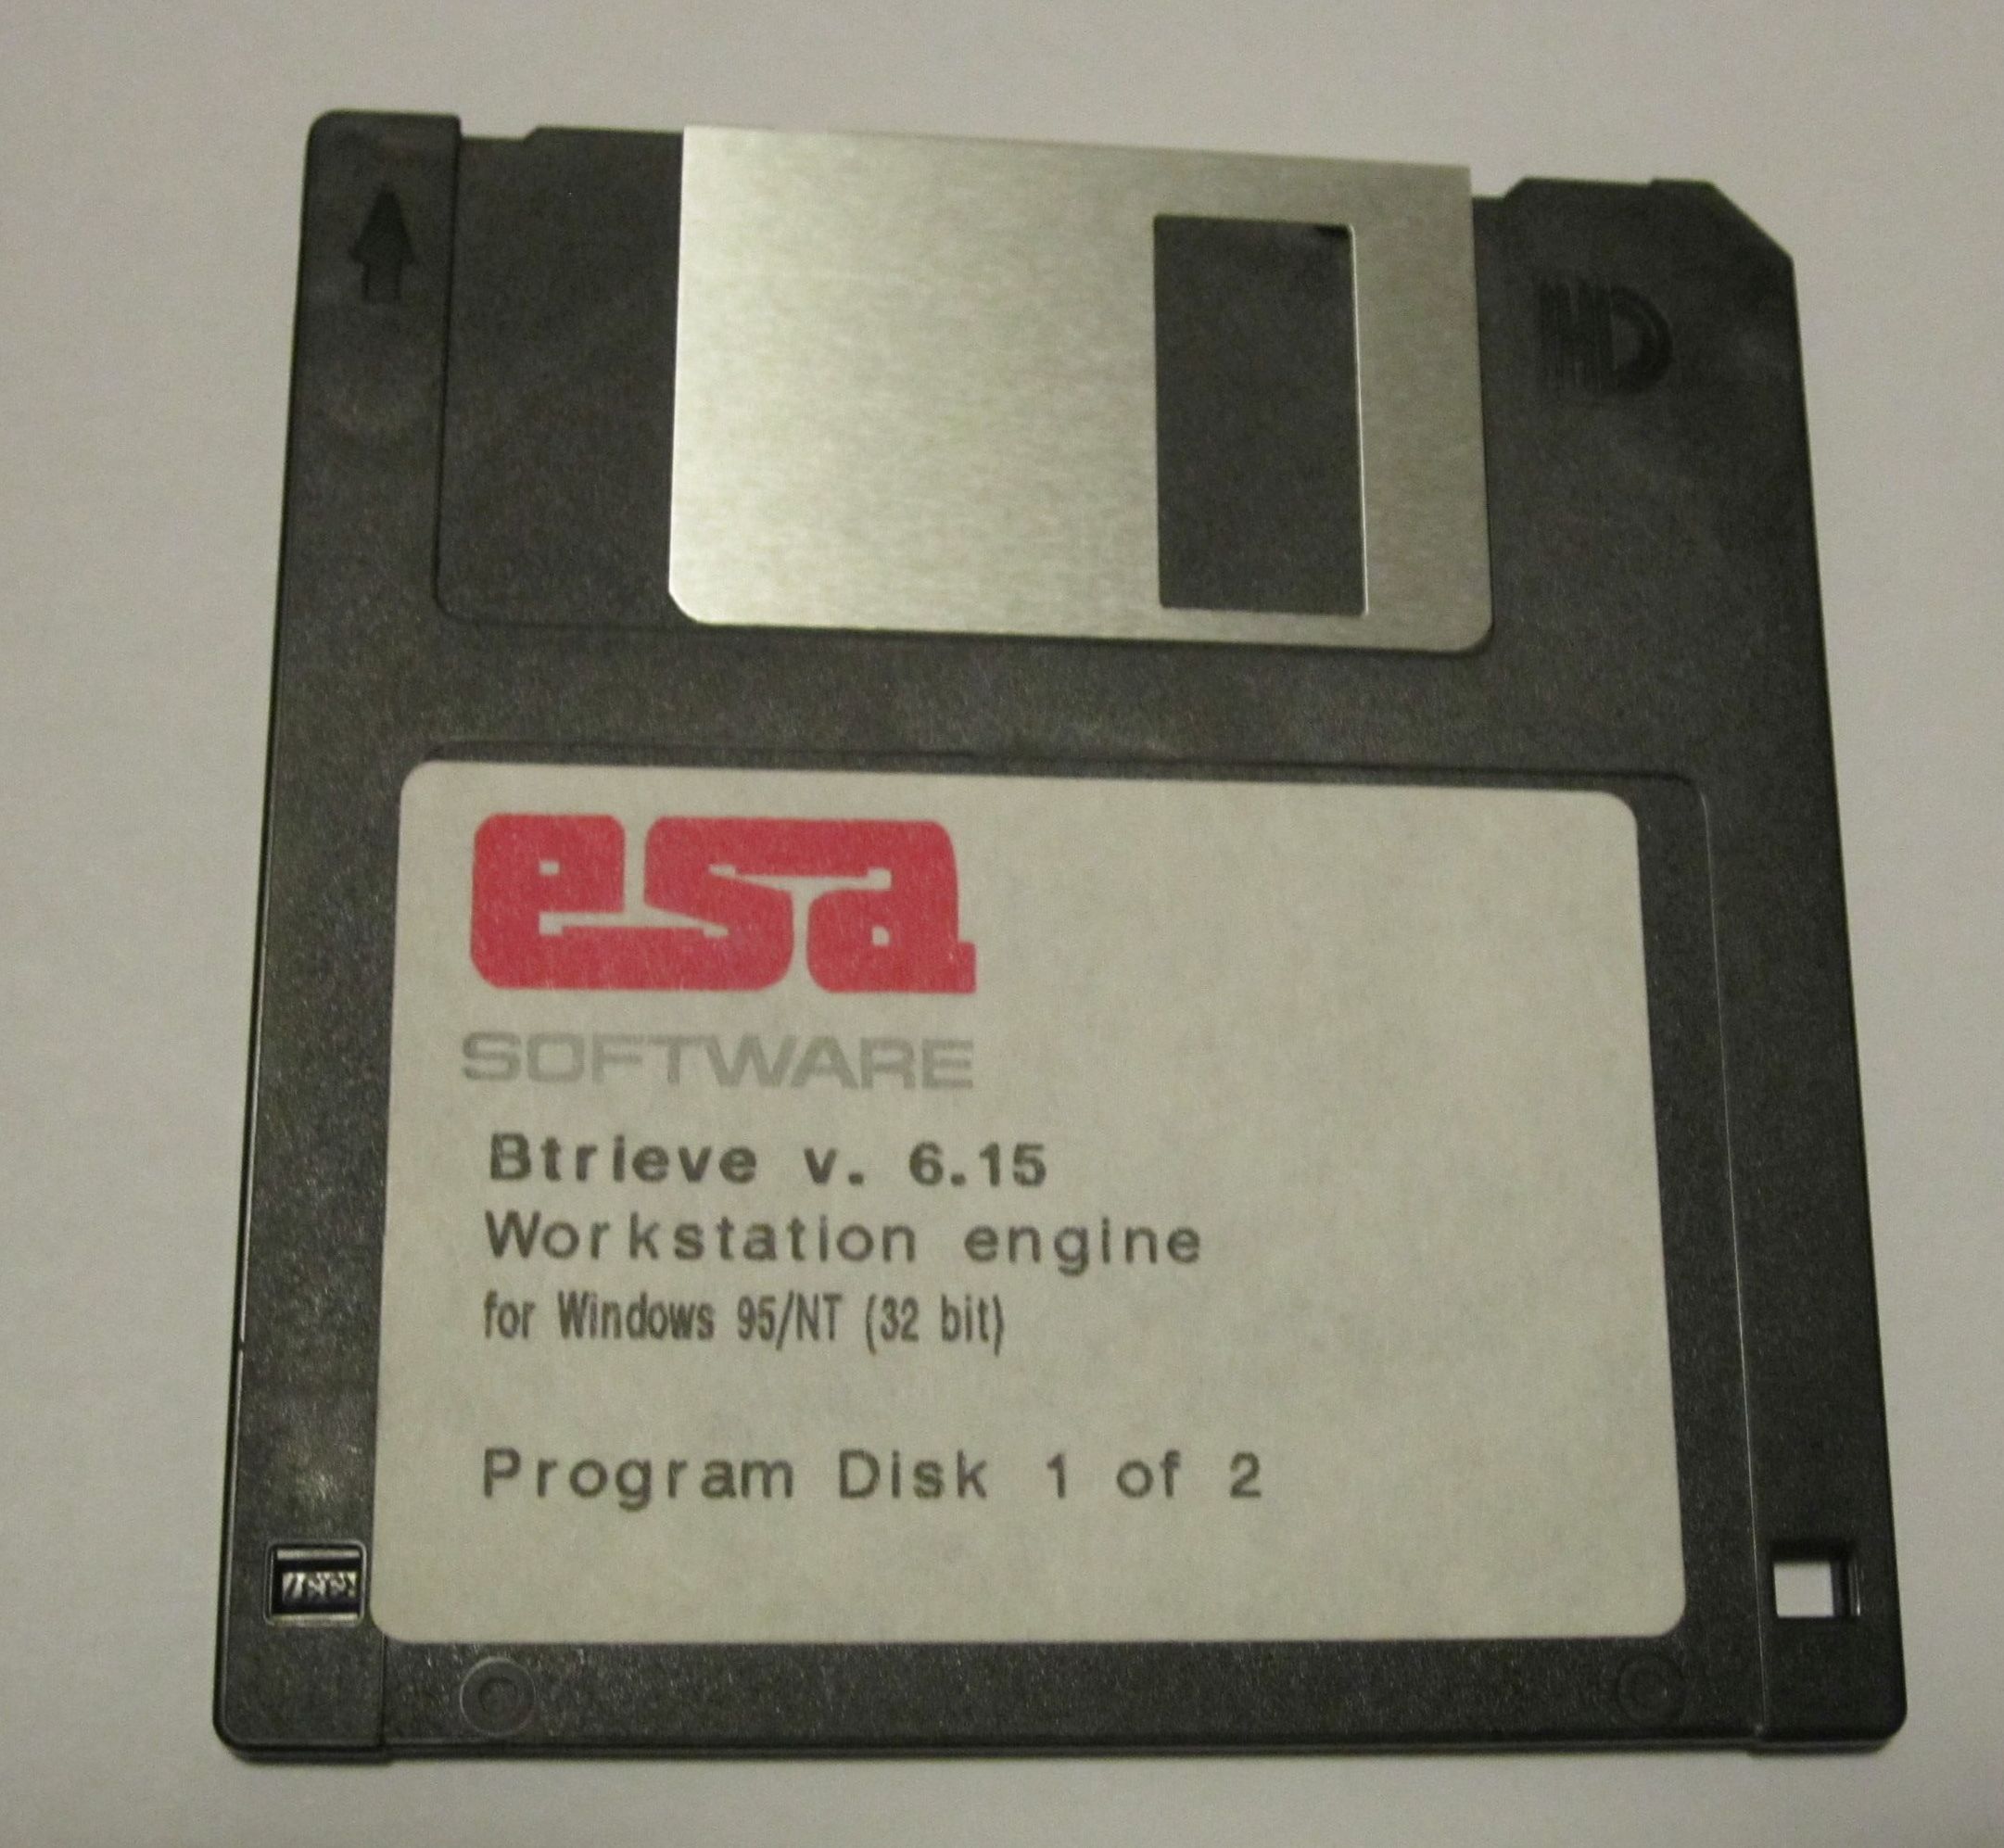 HD
esa
SOFTWARE
Btrieve v. 6.15
Workstation engine
for Windows 95/NT (32 bit)
Program Disk 1 of 2